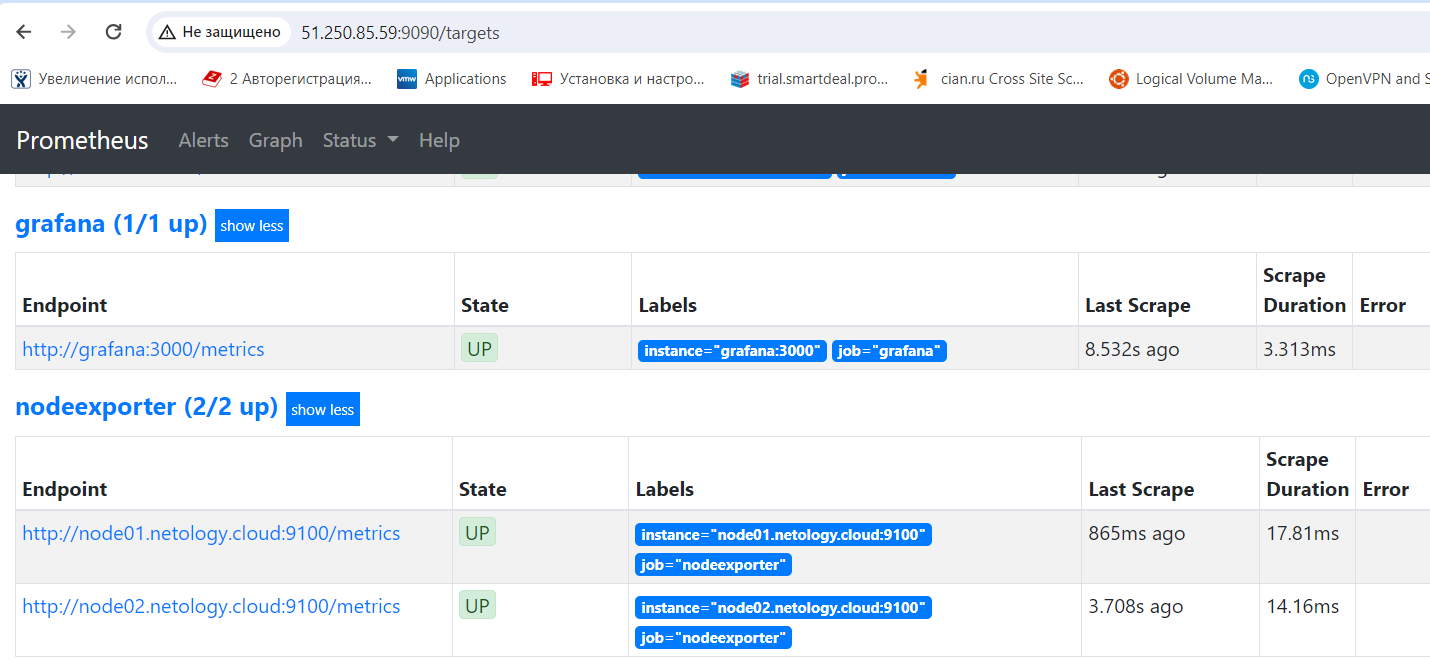 Не защищено 51.250.85.59:9090/targets
Увеличение испол... 2 Авторегистрация... Applications Установка и настро... trial.smartdeal.pro... cian.ru Cross Site Sc... Logical Volume Ma... OpenVPN and S
Prometheus Alerts Graph Status Help
grafana (1/1 up) show less
Endpoint State Labels Last Scrape Scrape Duration Error
http://grafana:3000/metrics UP instance="grafana:3000" job="grafana" 8.532s ago 3.313ms
nodeexporter (2/2 up) show less
Endpoint State Labels Last Scrape Scrape Duration Error
http://node01.netology.cloud:9100/metrics UP instance="node01.netology.cloud:9100" 865ms ago 17.81ms
job="nodeexporter"
http://node02.netology.cloud:9100/metrics UP instance="node02.netology.cloud:9100" 3.708s ago 14.16ms
job="nodeexporter"